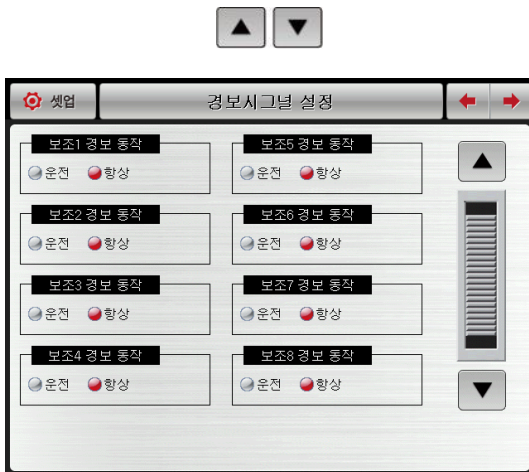 셋업
경보시그널 설정
보조1 경보 동작
운전 항상
보조2 경보 동작
운전 항상
보조3 경보 동작
운전 항상
보조4 경보 동작
운전 항상
보조5 경보 동작
운전 항상
보조6 경보 동작
운전 항상
보조7 경보 동작
운전 항상
보조8 경보 동작
운전 항상